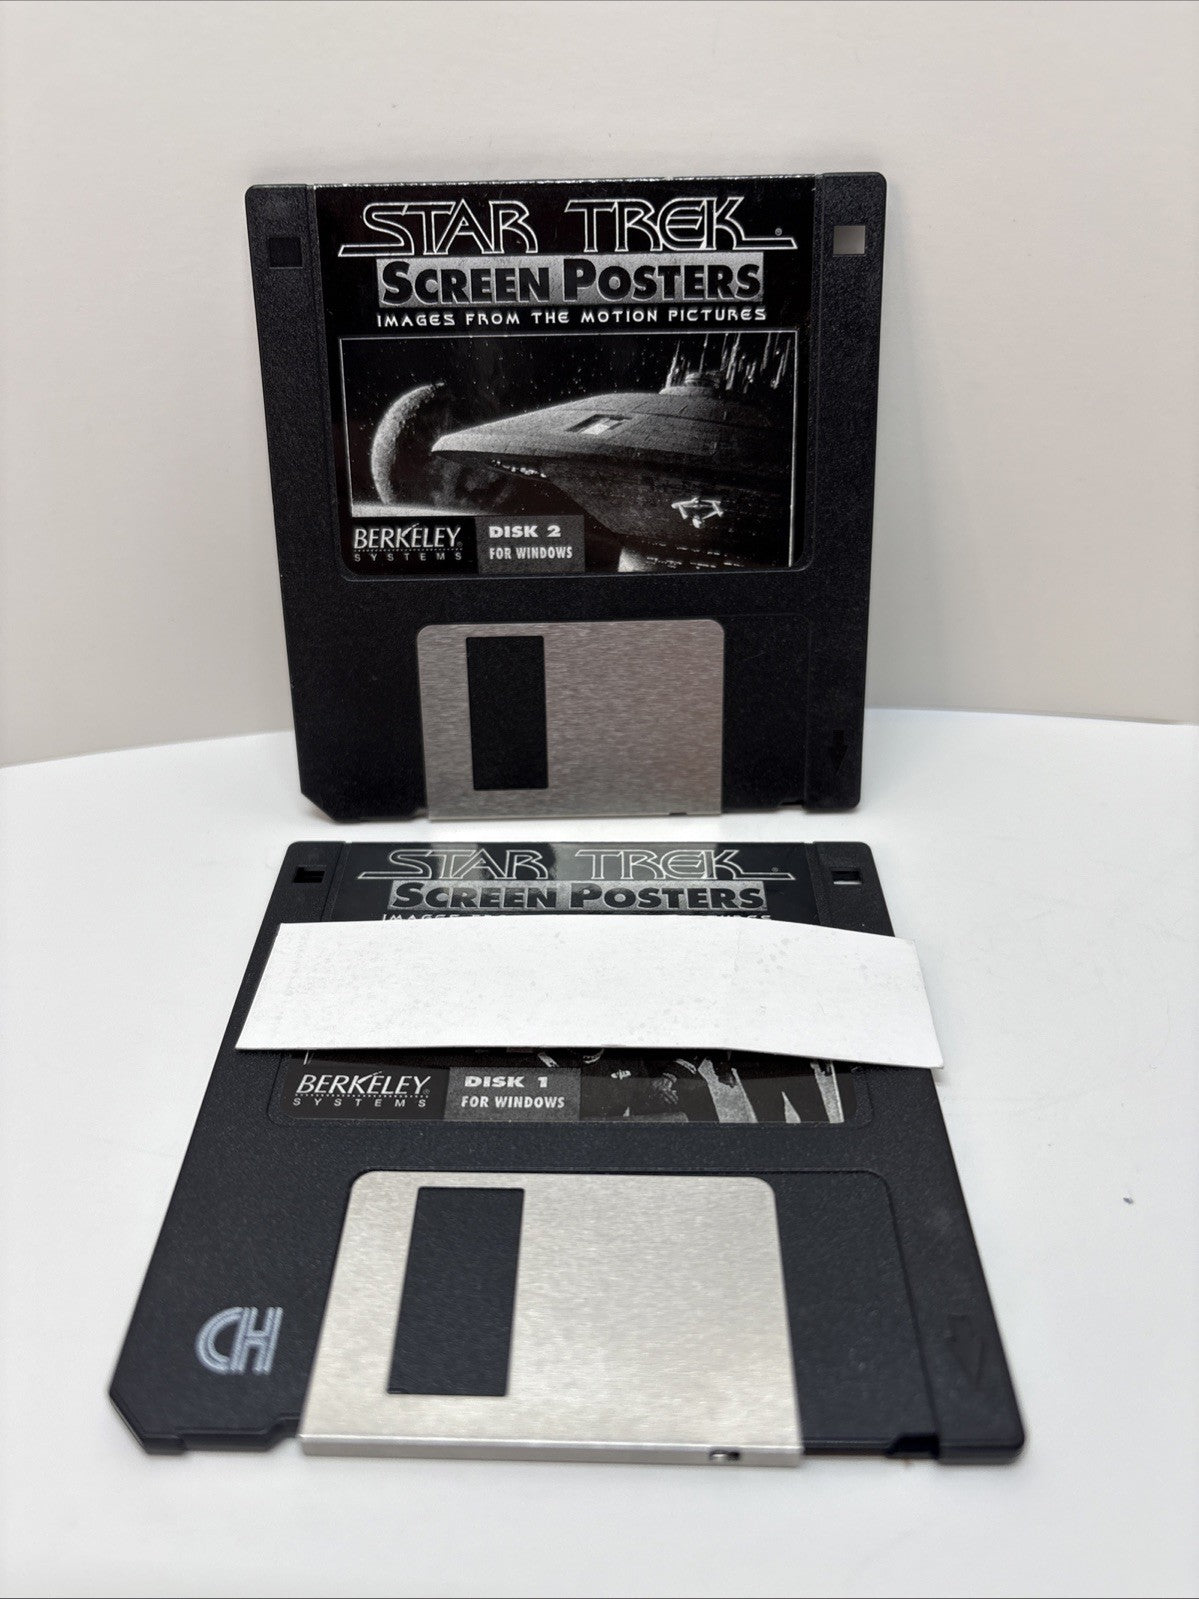 STAR TREK®
SCREEN POSTERS
IMAGES FROM THE MOTION PICTURES
BERKELEY®
SYSTEMS
DISK 2
FOR WINDOWS
STAR TREK®
SCREEN POSTERS
PICTURES
BERKELEY®
SYSTEMS
DISK 1
FOR WINDOWS
CH